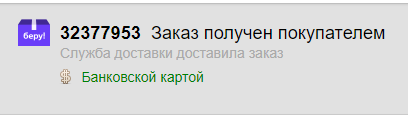 беру!
32377953 Заказ получен покупателем
Служба доставки доставила заказ
Банковской картой